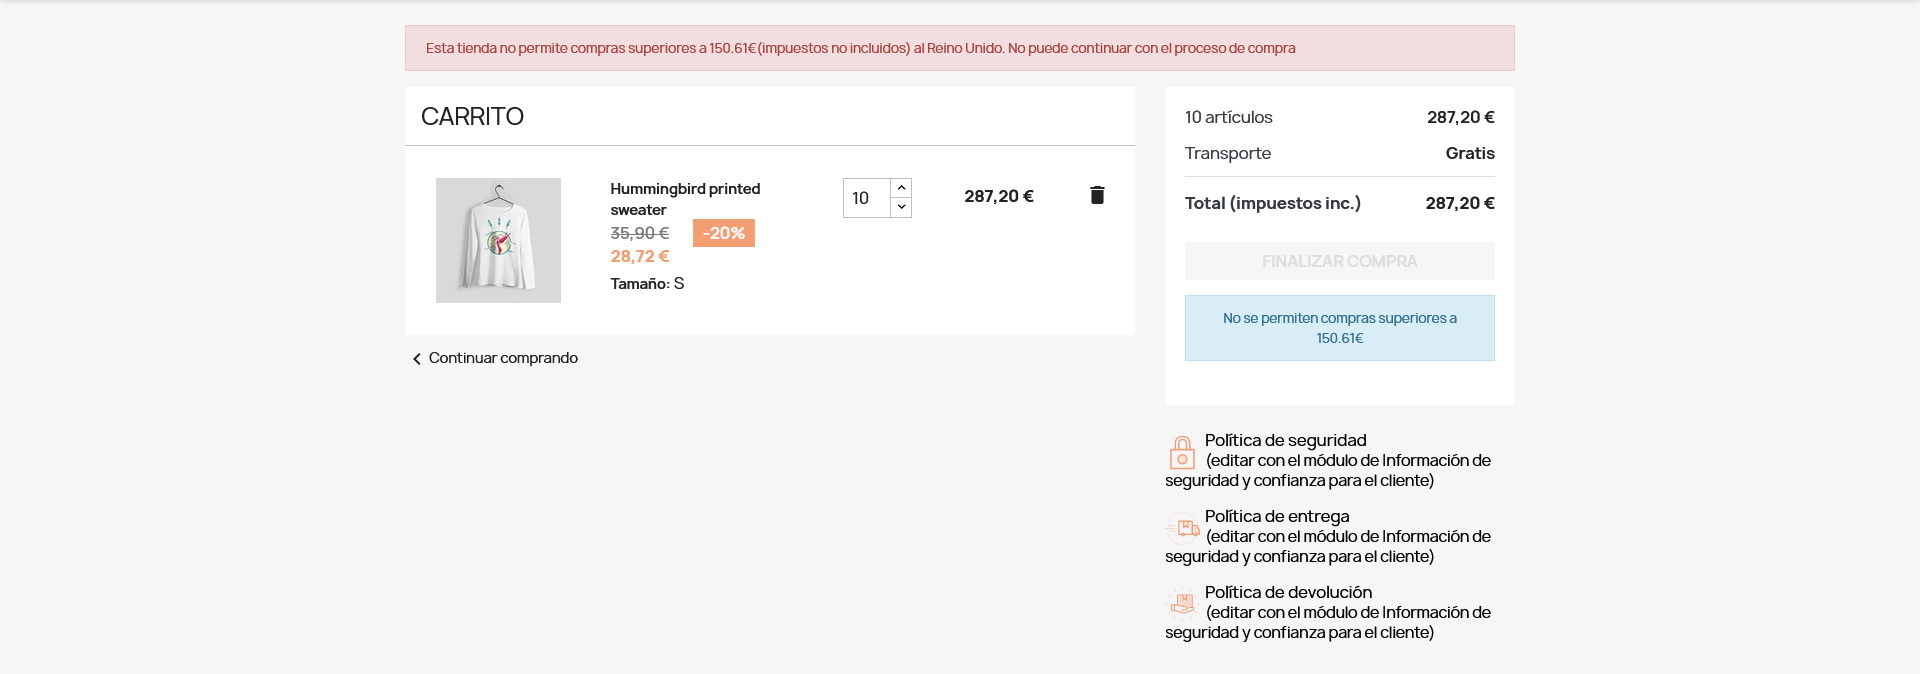 Esta tienda no permite compras superiores a 150.61€(impuestos no incluidos) al Reino Unido. No puede continuar con el proceso de compra
CARRITO
Hummingbird printed
sweater
35,90 €
-20%
28,72 €
Tamaño: S
10
287,20 €
Continuar comprando
10 artículos
287,20 €
Transporte
Gratis
Total (impuestos inc.)
287,20 €
FINALIZAR COMPRA
No se permiten compras superiores a
150.61€
Política de seguridad
(editar con el módulo de Información de
seguridad y confianza para el cliente)
Política de entrega
(editar con el módulo de Información de
seguridad y confianza para el cliente)
Política de devolución
(editar con el módulo de Información de
seguridad y confianza para el cliente)